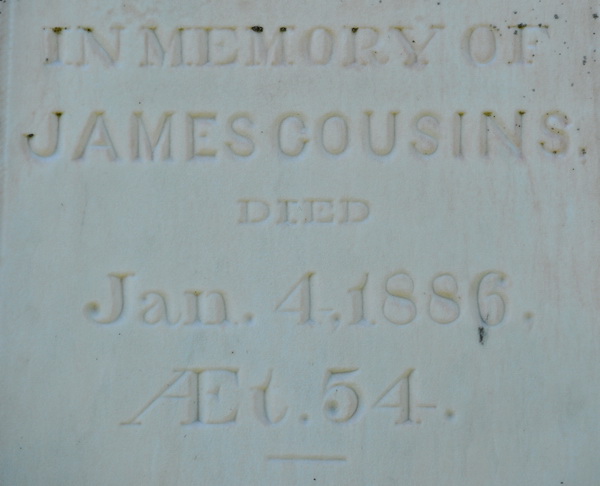 IN MEMORY OF
JAMES COUSINS.
DIED
Jan. 4, 1886.
Æt. 54.